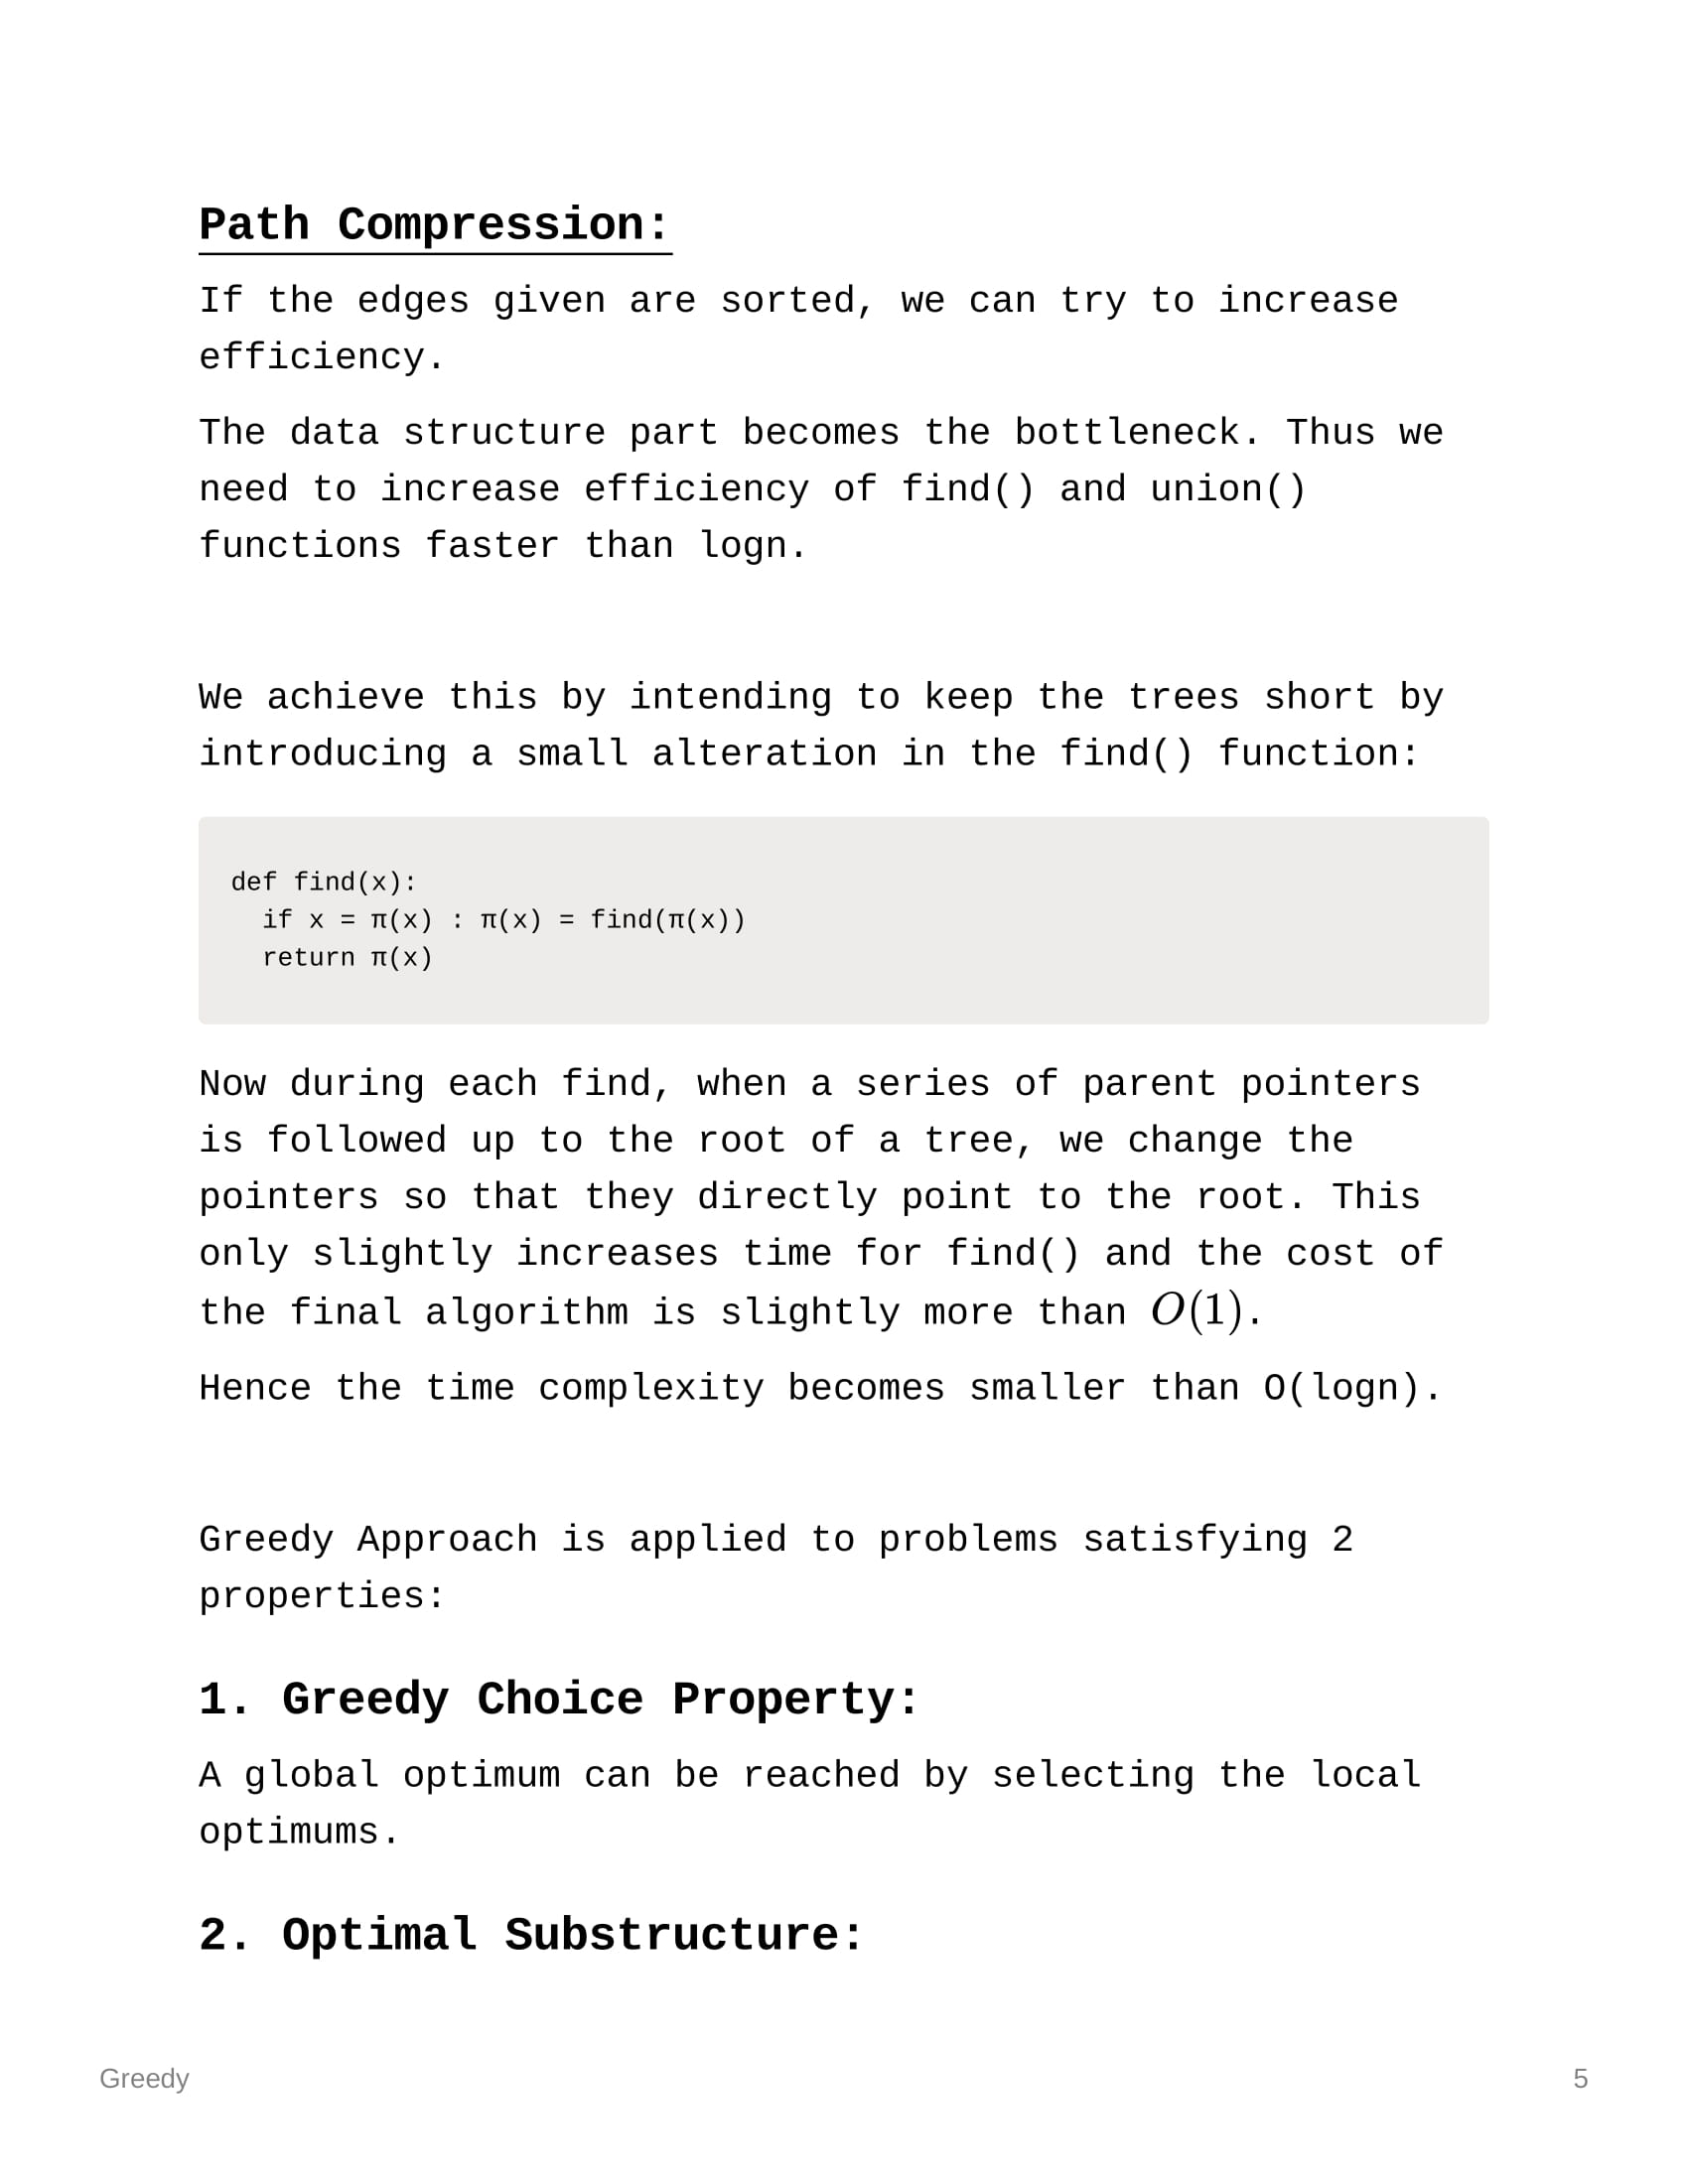 Path Compression:
If the edges given are sorted, we can try to increase
efficiency.
The data structure part becomes the bottleneck. Thus we
need to increase efficiency of find() and union()
functions faster than logn.
We achieve this by intending to keep the trees short by
introducing a small alteration in the find() function:
def find(x):
  if x = π(x) : π(x) = find(π(x))
  return π(x)
Now during each find, when a series of parent pointers
is followed up to the root of a tree, we change the
pointers so that they directly point to the root. This
only slightly increases time for find() and the cost of
the final algorithm is slightly more than O(1).
Hence the time complexity becomes smaller than O(logn).
Greedy Approach is applied to problems satisfying 2
properties:
1. Greedy Choice Property:
A global optimum can be reached by selecting the local
optimums.
2. Optimal Substructure:
Greedy
5